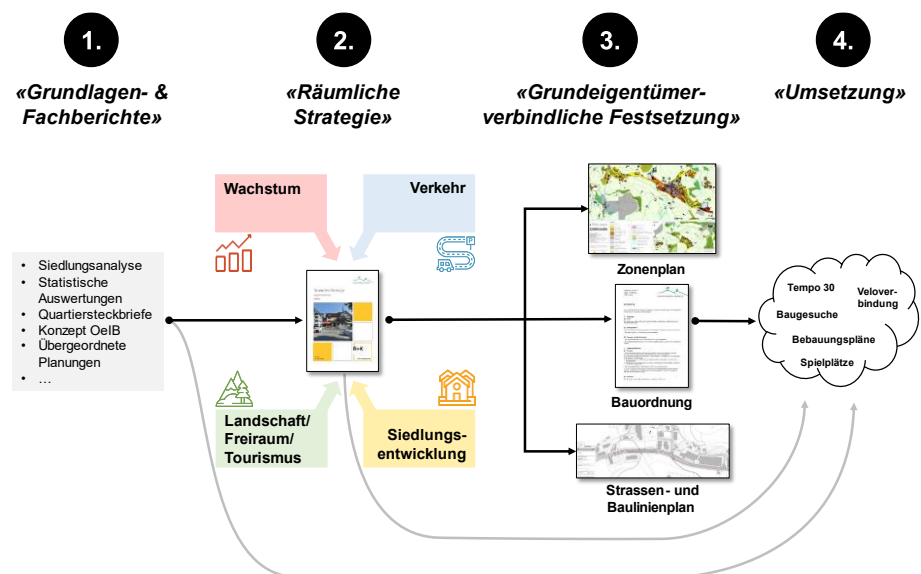 1.
2.
3.
4.
«Grundlagen- &
Fachberichte»
«Räumliche
Strategie»
«Grundeigentümer-
verbindliche Festsetzung»
«Umsetzung»
• Siedlungsanalyse
• Statistische
Auswertungen
• Quartiersteckbriefe
• Konzept OeIB
• Übergeordnete
Planungen
• …
Wachstum
Verkehr
P
Landschaft/
Freiraum/
Tourismus
Siedlungs-
entwicklung
Zonenplan
Bauordnung
Strassen- und
Baulinienplan
Tempo 30
Velover-
bindung
Baugesuche
Bebauungspläne
Spielplätze